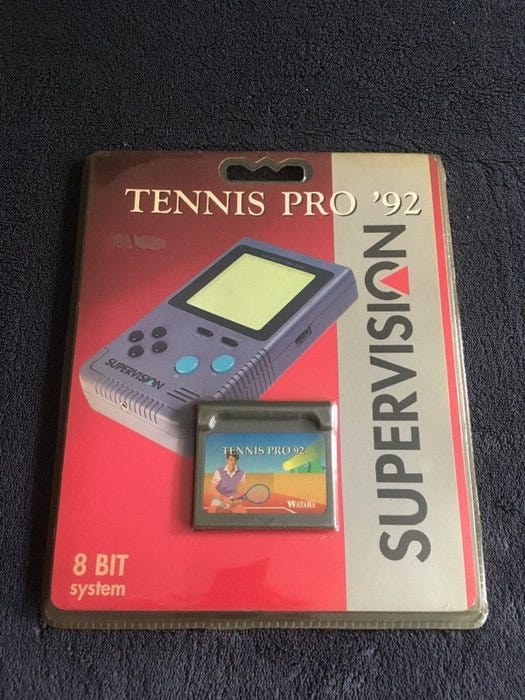 TENNIS PRO '92
SUPERVISION
SUPERVISION
TENNIS PRO 92
WATARA
8 BIT
system